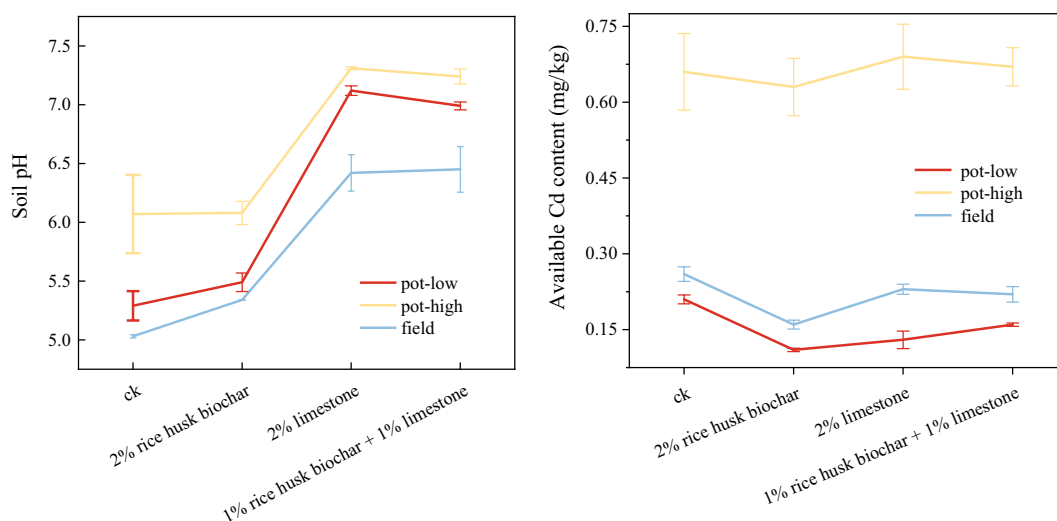 Soil pH
7.5
7.0
6.5
6.0
5.5
5.0
pot-low
pot-high
field
ck
2% rice husk biochar
2% limestone
1% rice husk biochar + 1% limestone
Available Cd content (mg/kg)
0.75
0.60
0.45
0.30
0.15
pot-low
pot-high
field
ck
2% rice husk biochar
2% limestone
1% rice husk biochar + 1% limestone